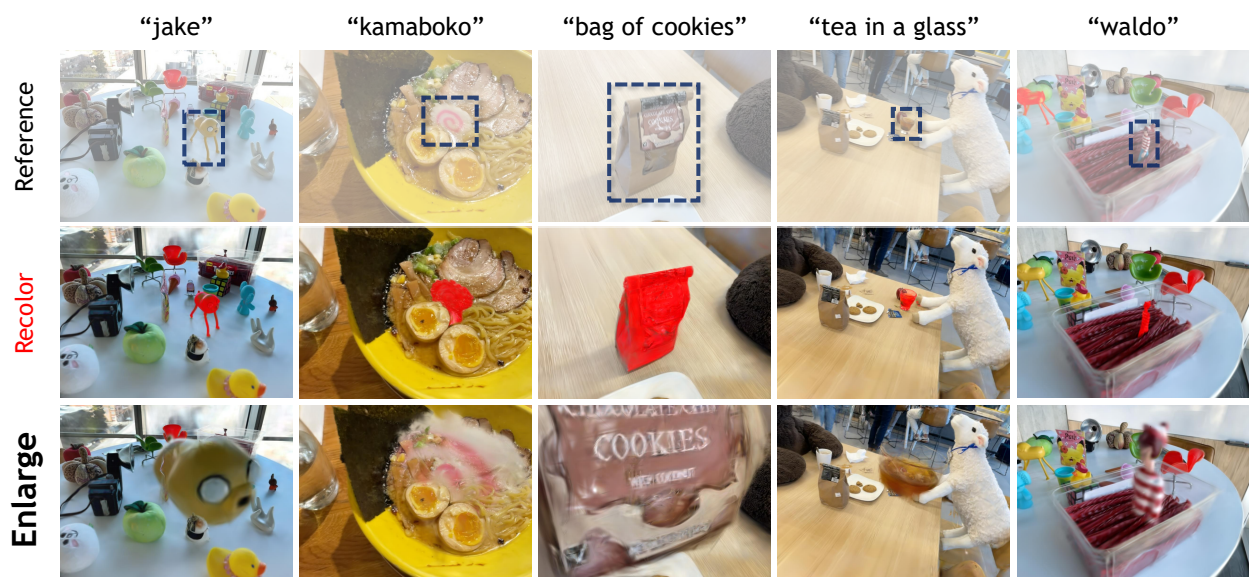 “jake”
“kamaboko”
“bag of cookies”
“tea in a glass”
“waldo”
Reference
Recolor
Enlarge
COOKIES